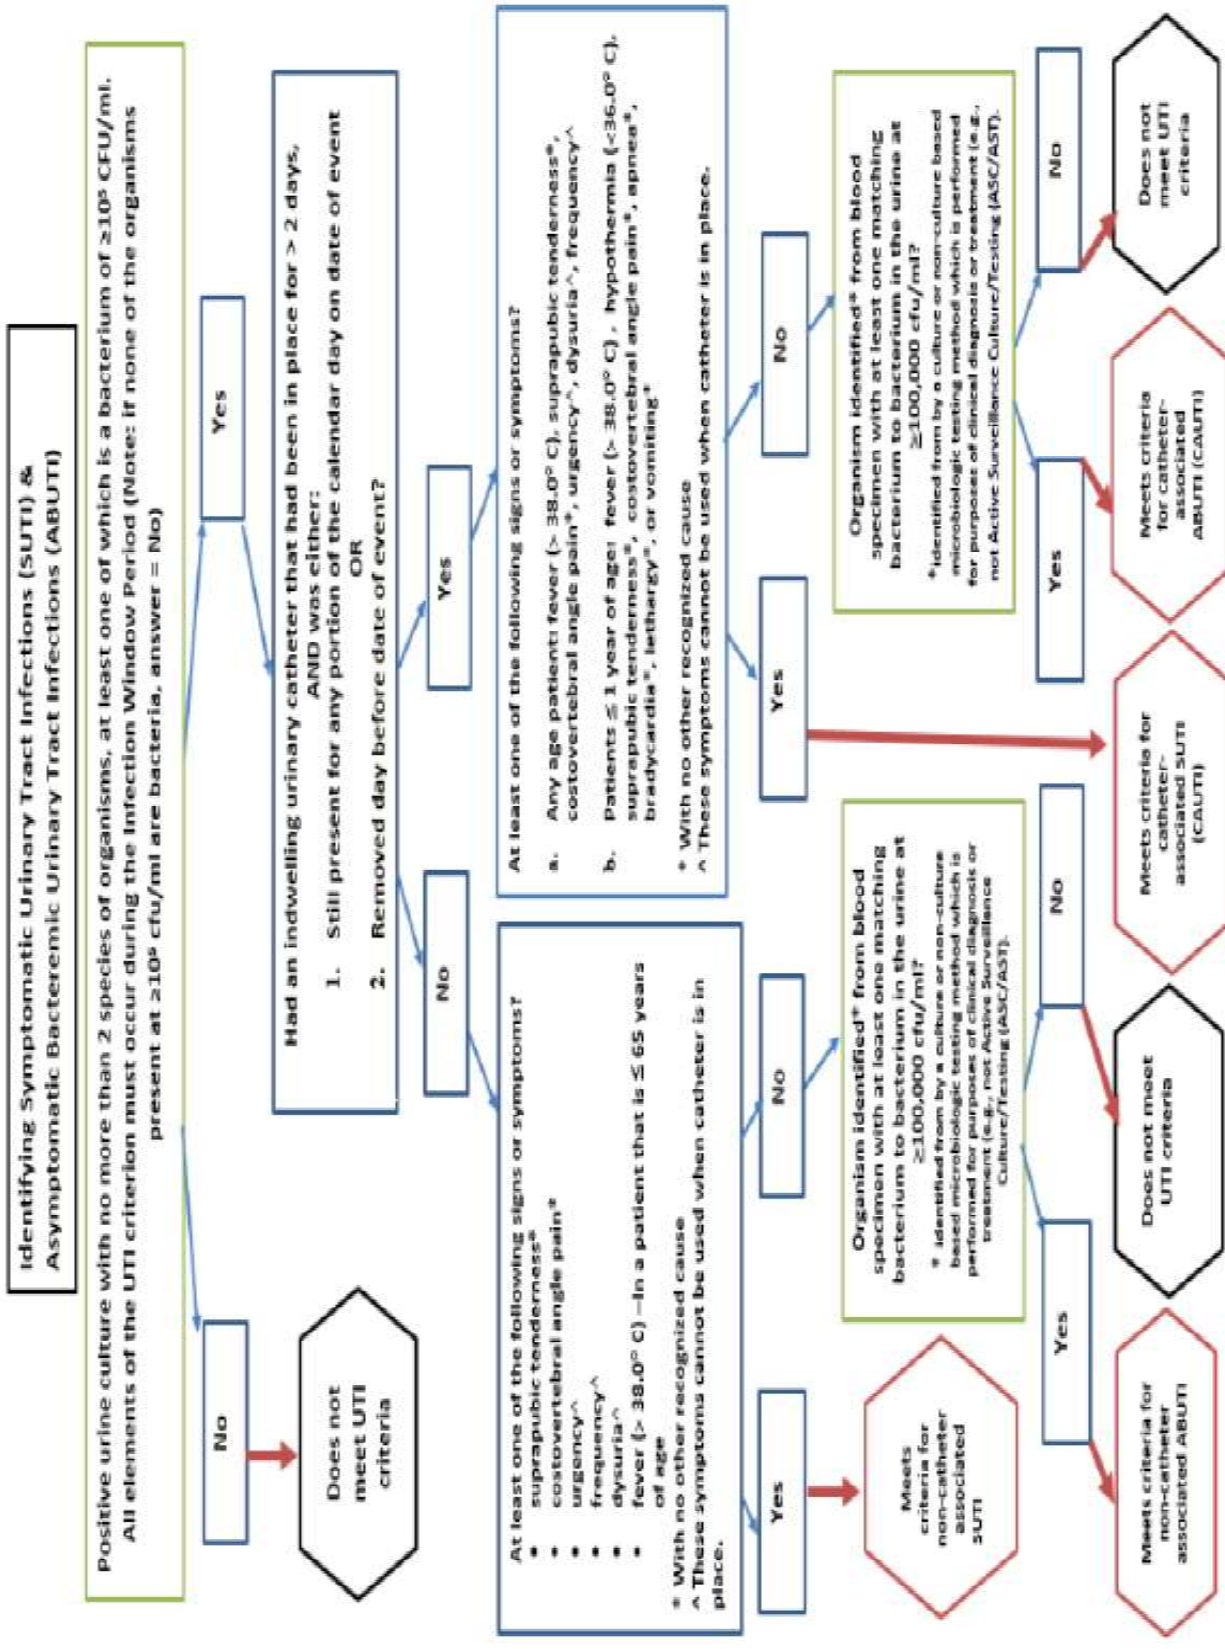 Identifying Symptomatic Urinary Tract Infections (SUTI) &
Asymptomatic Bacteremic Urinary Tract Infections (ABUTI)
Positive urine culture with no more than 2 species of organisms, at least one of which is a bacterium of ≥10⁵ CFU/ml.
All elements of the UTI criterion must occur during the Infection Window Period (Note: if none of the organisms
present at ≥10⁵ cfu/ml are bacteria, answer = No)
No
Yes
Does not
meet UTI
criteria
Had an indwelling urinary catheter that had been in place for > 2 days,
AND was either:
1. Still present for any portion of the calendar day on date of event
OR
2. Removed day before date of event?
No
Yes
At least one of the following signs or symptoms?
• suprapubic tenderness*
• costovertebral angle pain*
• urgency^
• frequency^
• dysuria^
• fever (> 38.0° C) –In a patient that is ≤ 65 years
of age
* With no other recognized cause
^ These symptoms cannot be used when catheter is in
place.
At least one of the following signs or symptoms?
a. Any age patient: fever (> 38.0° C), suprapubic tenderness*,
costovertebral angle pain*, urgency^, dysuria^, frequency^
b. Patients ≤ 1 year of age: fever (> 38.0° C) , hypothermia (<36.0° C),
suprapubic tenderness*, costovertebral angle pain*, apnea*,
bradycardia*, lethargy*, or vomiting*
* With no other recognized cause
^ These symptoms cannot be used when catheter is in place.
Yes
No
Yes
No
Meets
criteria for
non-catheter
associated
SUTI
Organism identified* from blood
specimen with at least one matching
bacterium to bacterium in the urine at
≥100,000 cfu/ml?
* identified from by a culture or non-culture
based microbiologic testing method which is
performed for purposes of clinical diagnosis or
treatment (e.g., not Active Surveillance
Culture/Testing (ASC/AST).
Organism identified* from blood
specimen with at least one matching
bacterium to bacterium in the urine at
≥100,000 cfu/ml?
*identified from by a culture or non-culture based
microbiologic testing method which is performed
for purposes of clinical diagnosis or treatment (e.g.,
not Active Surveillance Culture/Testing (ASC/AST).
Yes
No
Yes
No
Meets criteria for
non-catheter
associated ABUTI
Does not meet
UTI criteria
Meets criteria for
catheter-
associated SUTI
(CAUTI)
Meets criteria
for catheter-
associated
ABUTI (CAUTI)
Does not
meet UTI
criteria